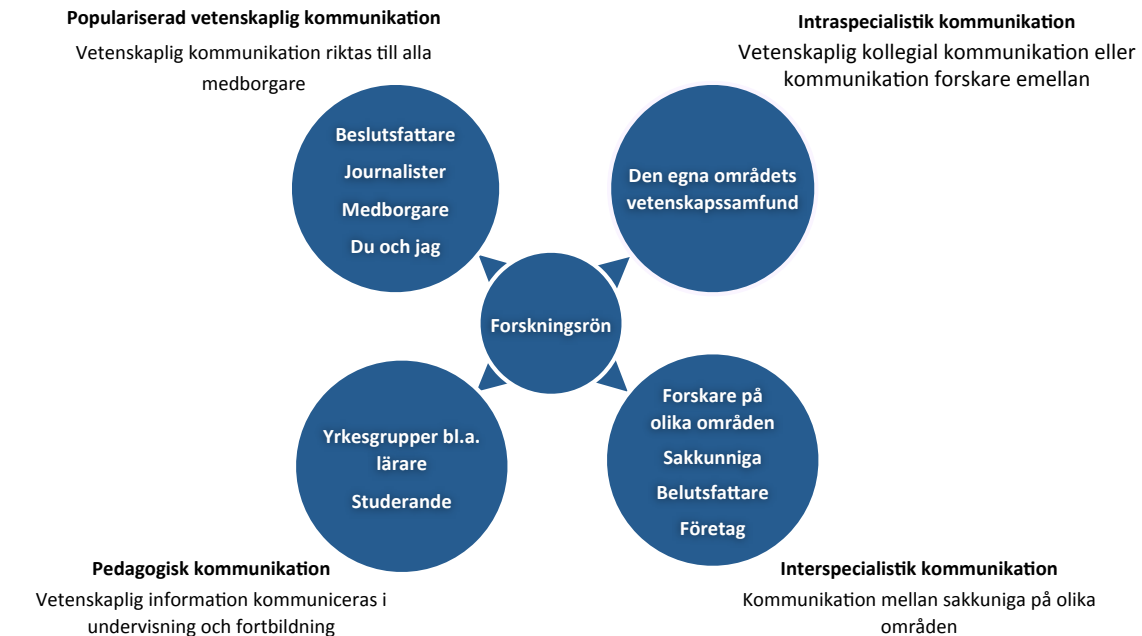 Populariserad vetenskaplig kommunikation
Vetenskaplig kommunikation riktas till alla
medborgare
Intraspecialistik kommunikation
Vetenskaplig kollegial kommunikation eller
kommunikation forskare emellan
Beslutsfattare
Journalister
Medborgare
Du och jag
Den egna områdets
vetenskapssamfund
Forskningsrön
Yrkesgrupper bl.a.
lärare
Studerande
Forskare på
olika områden
Sakkunniga
Belutsfattare
Företag
Pedagogisk kommunikation
Vetenskaplig information kommuniceras i
undervisning och fortbildning
Interspecialistik kommunikation
Kommunikation mellan sakkuniga på olika
områden